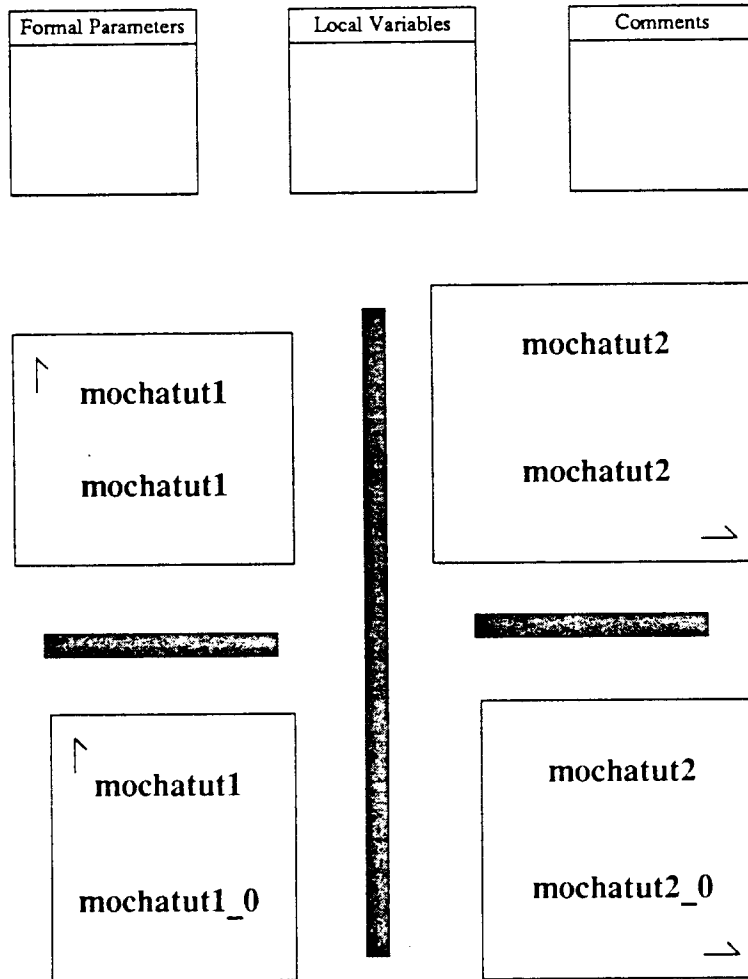 Formal Parameters
Local Variables
Comments
mochatut1
mochatut1
mochatut2
mochatut2
mochatut1
mochatut1_0
mochatut2
mochatut2_0